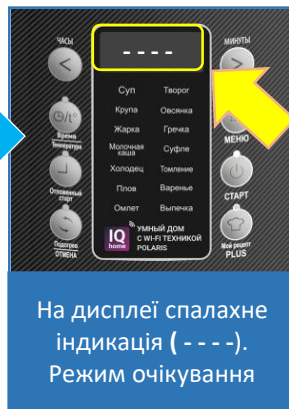 ЧАСЫ
МИНУТЫ
- - - -
Суп Творог
Крупа Овсянка
Жарка Гречка
Молочная каша Суфле
Холодец Томление
Плов Варенье
Омлет Выпечка
Время
Температура
МЕНЮ
Отложенный
старт
СТАРТ
Подогрев
ОТМЕНА
Мой рецепт
PLUS
IQ
home
УМНЫЙ ДОМ
С WI-FI ТЕХНИКОЙ
POLARIS
На дисплеї спалахне
індикація ( - - - -).
Режим очікування